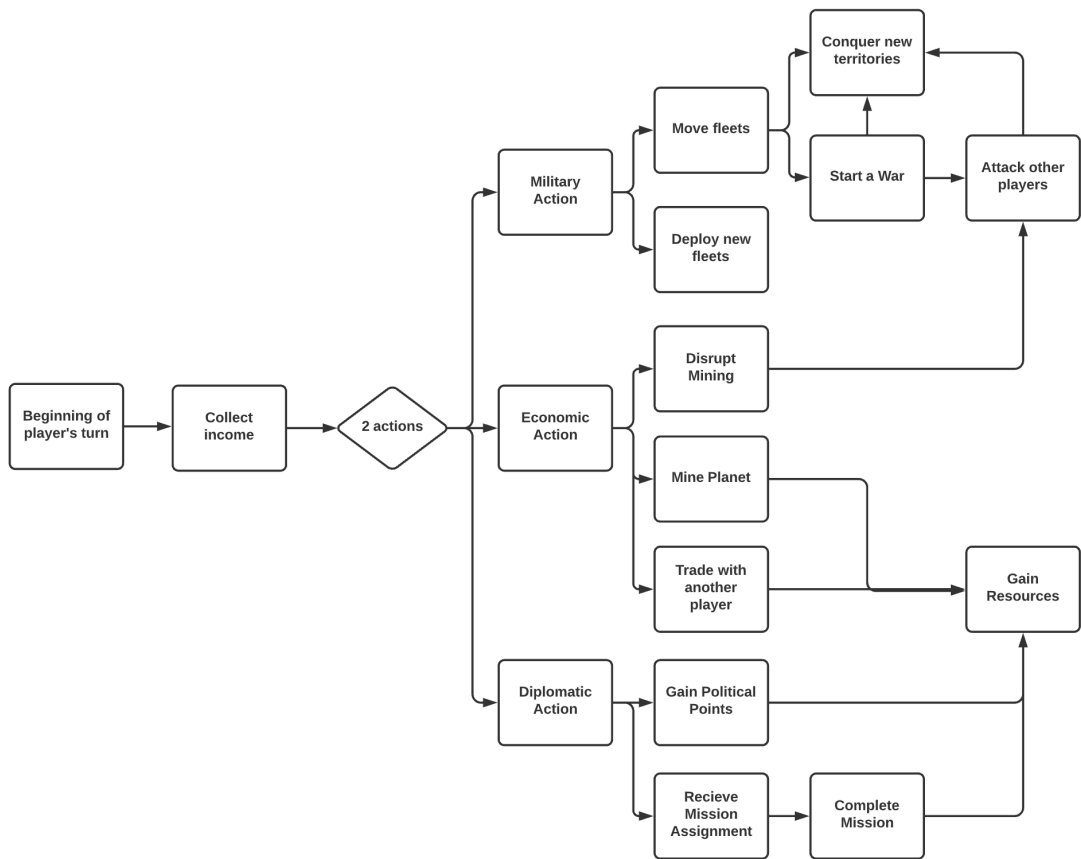 Conquer new
territories
Move fleets
Start a War
Attack other
players
Military
Action
Deploy new
fleets
Disrupt
Mining
Beginning of
player's turn
Collect
income
2 actions
Economic
Action
Mine Planet
Trade with
another
player
Gain
Resources
Diplomatic
Action
Gain Political
Points
Recieve
Mission
Assignment
Complete
Mission